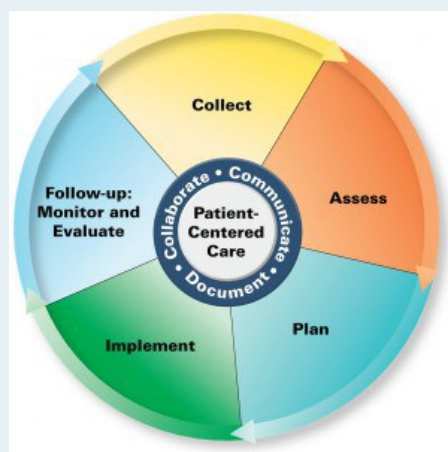 Collect
Assess
Plan
Implement
Follow-up:
Monitor and
Evaluate
Collaborate • Communicate • Document •
Patient-
Centered
Care